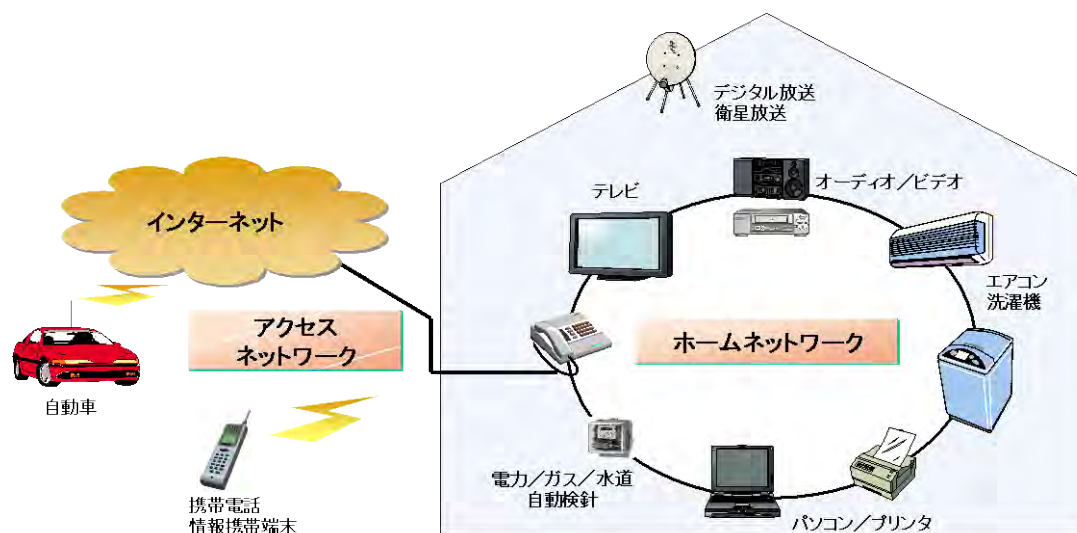 デジタル放送
衛星放送
テレビ
オーディオ／ビデオ
インターネット
エアコン
洗濯機
アクセス
ネットワーク
ホームネットワーク
自動車
電力／ガス／水道
自動検針
携帯電話
情報携帯端末
パソコン／プリンタ